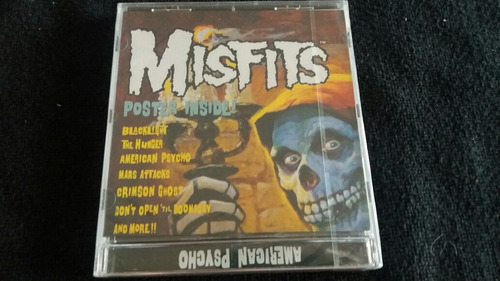 MISFITS
POSTER INSIDE!
BLACKLIGHT
THE HUNGER
AMERICAN PSYCHO
MARS ATTACKS
CRIMSON GHOST
DON'T OPEN 'TIL DOOMSDAY
AND MORE!!
AMERICAN PSYCHO